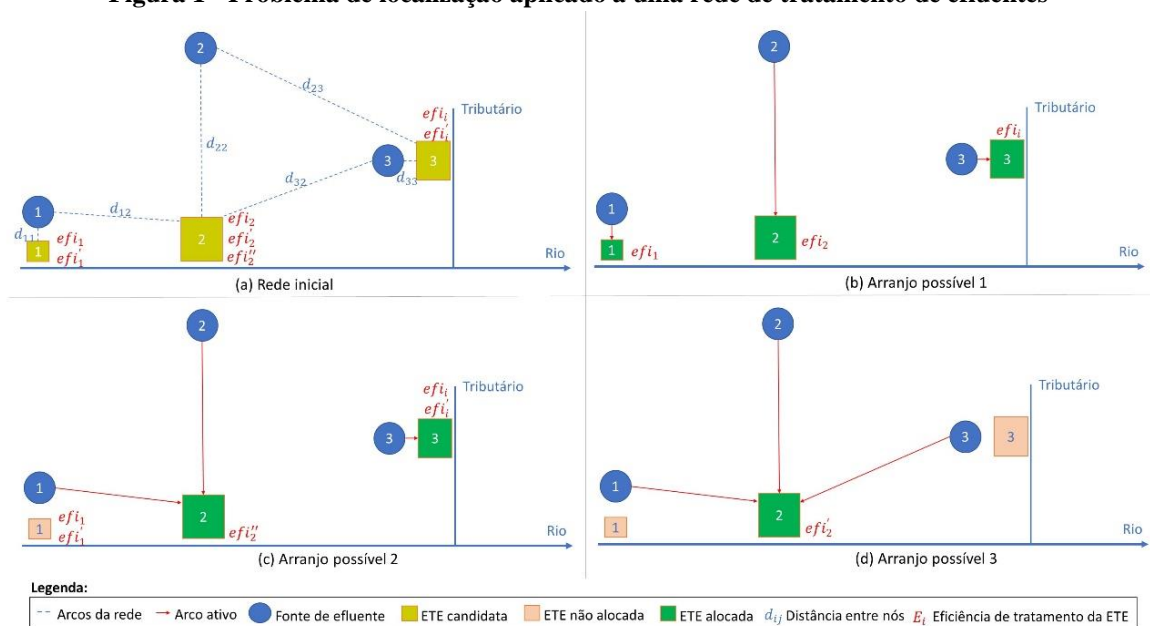 Figura 1 - Problema de localização aplicado a uma rede de tratamento de efluentes
2
d₂₃
efiᵢ
efiᵢ′
Tributário
d₂₂
3
3
d₃₂
d₃₃
1
d₁₂
d₁₁
1
efi₁
efi₁′
2
efi₂
efi₂′
efi₂′′
Rio
(a) Rede inicial
2
Tributário
efiᵢ
3
3
1
1
efi₁
2
efi₂
Rio
(b) Arranjo possível 1
2
efiᵢ
efiᵢ′
Tributário
3
3
1
1
efi₁
efi₁′
2
efi₂′′
Rio
(c) Arranjo possível 2
2
Tributário
3
3
1
1
2
efi₂′
Rio
(d) Arranjo possível 3
Legenda:
Arcos da rede Arco ativo Fonte de efluente ETE candidata ETE não alocada ETE alocada dᵢⱼ Distância entre nós Eᵢ Eficiência de tratamento da ETE